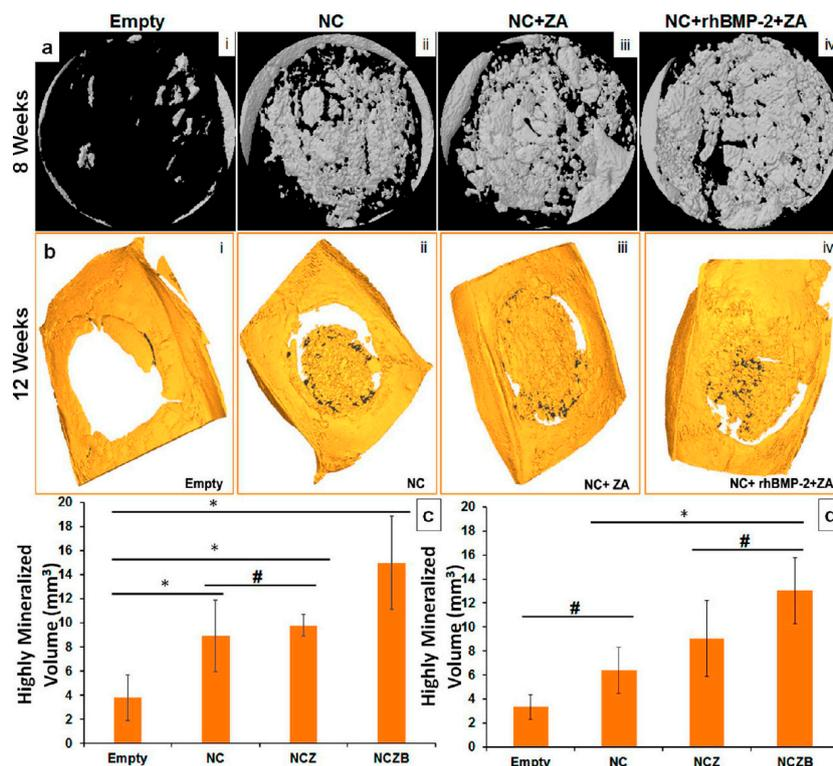 Empty NC NC+ZA NC+rhBMP-2+ZA
a i ii iii iv
8 Weeks
b i ii iii iv
12 Weeks
Empty NC NC+ ZA NC+ rhBMP-2+ZA
c
Highly Mineralized
Volume (mm³)
20
18
16
14
12
10
8
6
4
2
0
*
*
*
#
Empty NC NCZ NCZB
d
Highly Mineralized
Volume (mm³)
20
18
16
14
12
10
8
6
4
2
0
*
#
#
Empty NC NCZ NCZB